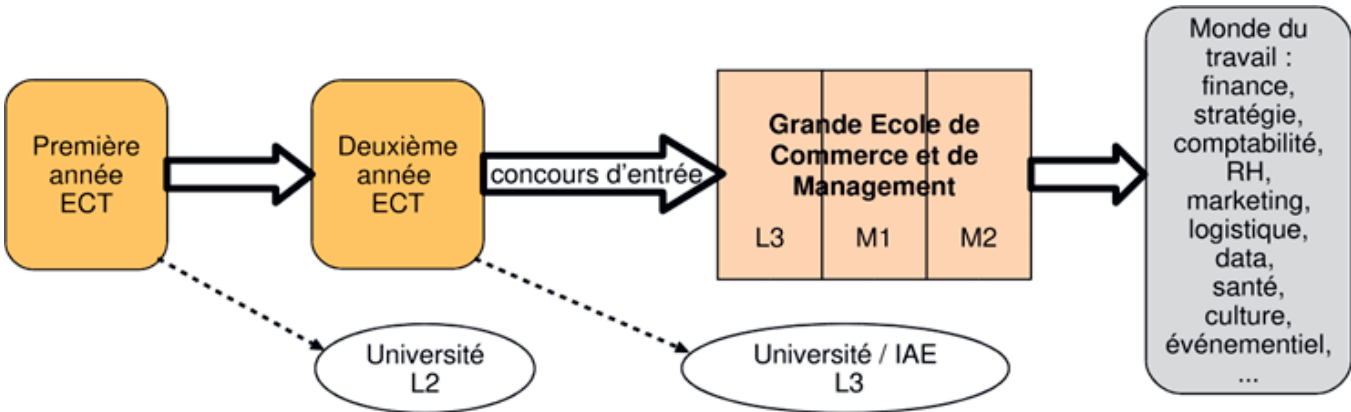 Première
année
ECT
Deuxième
année
ECT
concours d'entrée
Grande Ecole de
Commerce et de
Management
L3 M1 M2
Monde du
travail :
finance,
stratégie,
comptabilité,
RH,
marketing,
logistique,
data,
santé,
culture,
événementiel,
...
Université
L2
Université / IAE
L3